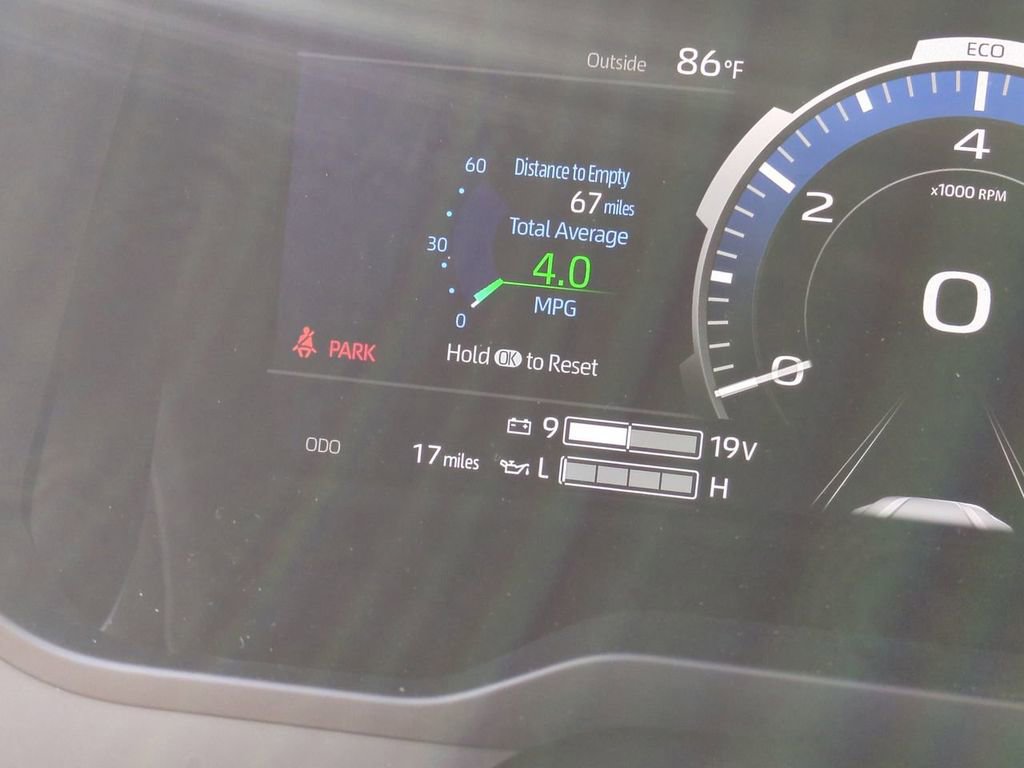 Outside 86°F
ECO
60 Distance to Empty
67 miles
Total Average
30
4.0
MPG
0
PARK
Hold OK to Reset
9 19V
ODO 17 miles L H
4
x1000 RPM
2
0
0